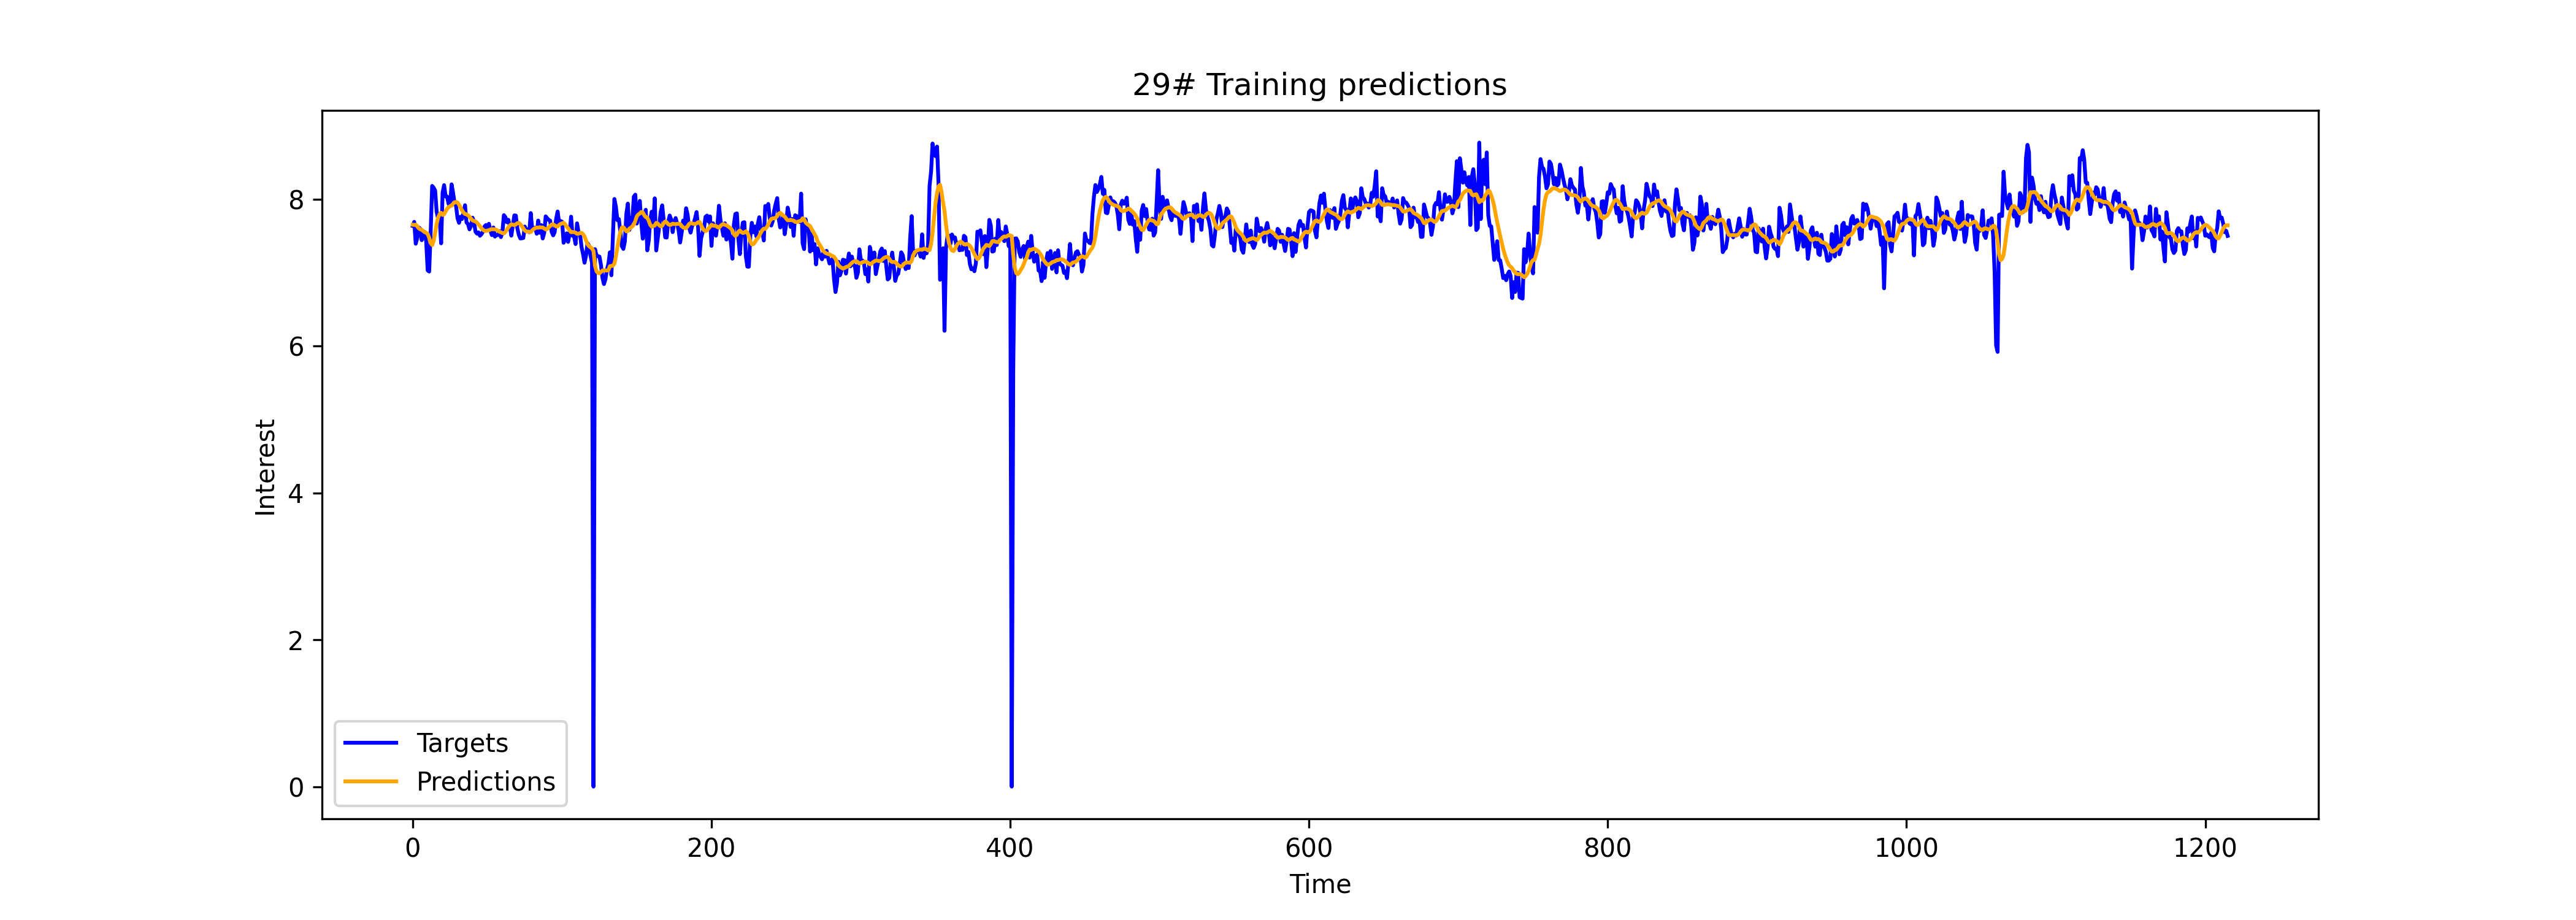 29# Training predictions
8
6
4
2
0
Interest
Targets
Predictions
0 200 400 600 800 1000 1200
Time